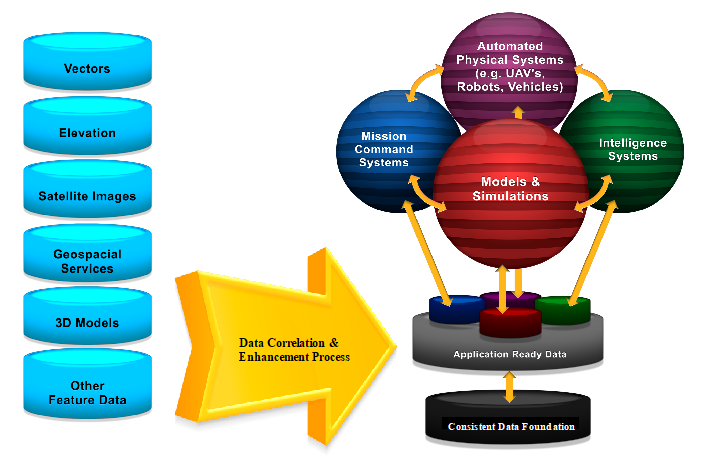 Vectors
Elevation
Satellite Images
Geospacial
Services
3D Models
Other
Feature Data
Data Correlation &
Enhancement Process
Automated
Physical Systems
(e.g. UAV's,
Robots, Vehicles)
Mission
Command
Systems
Intelligence
Systems
Models &
Simulations
Application Ready Data
Consistent Data Foundation